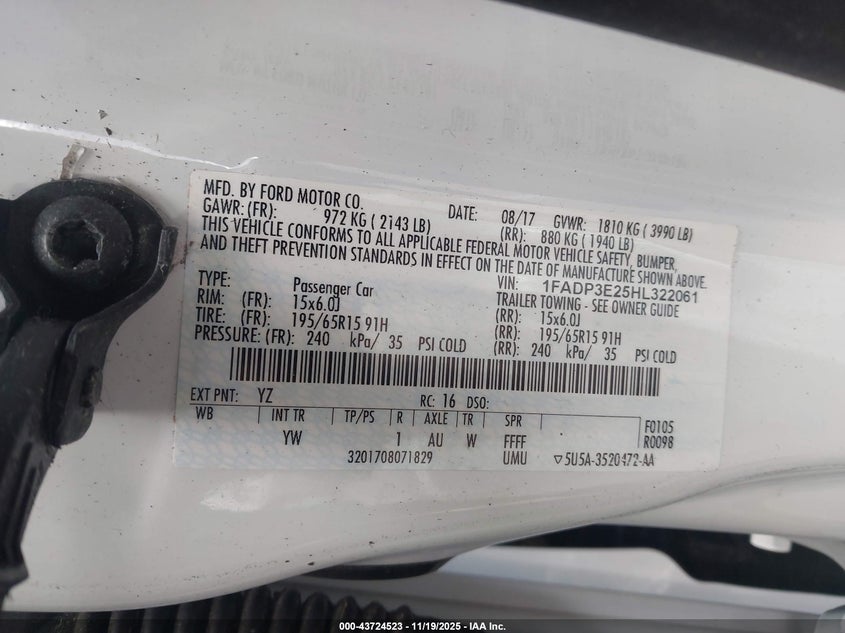 MFD. BY FORD MOTOR CO. DATE: 08/17 GVWR: 1810 KG ( 3990 LB)
GAWR: (FR): 972 KG ( 2143 LB) (RR): 880 KG ( 1940 LB)
THIS VEHICLE CONFORMS TO ALL APPLICABLE FEDERAL MOTOR VEHICLE SAFETY, BUMPER,
AND THEFT PREVENTION STANDARDS IN EFFECT ON THE DATE OF MANUFACTURE SHOWN ABOVE.
VIN: 1FADP3E25HL322061
TYPE: Passenger Car TRAILER TOWING - SEE OWNER GUIDE
RIM: (FR): 15x6.0J (RR): 15x6.0J
TIRE: (FR): 195/65R15 91H (RR): 195/65R15 91H
PRESSURE: (FR): 240 kPa/ 35 PSI COLD (RR): 240 kPa/ 35 PSI COLD
EXT PNT: YZ RC: 16 DSO:
WB INT TR TP/PS R AXLE TR SPR F0105
YW 1 AU W FFFF R0098
3201708071829 UMU ▽5U5A-3520472-AA
000-43724523 - 11/19/2025 - IAA Inc.